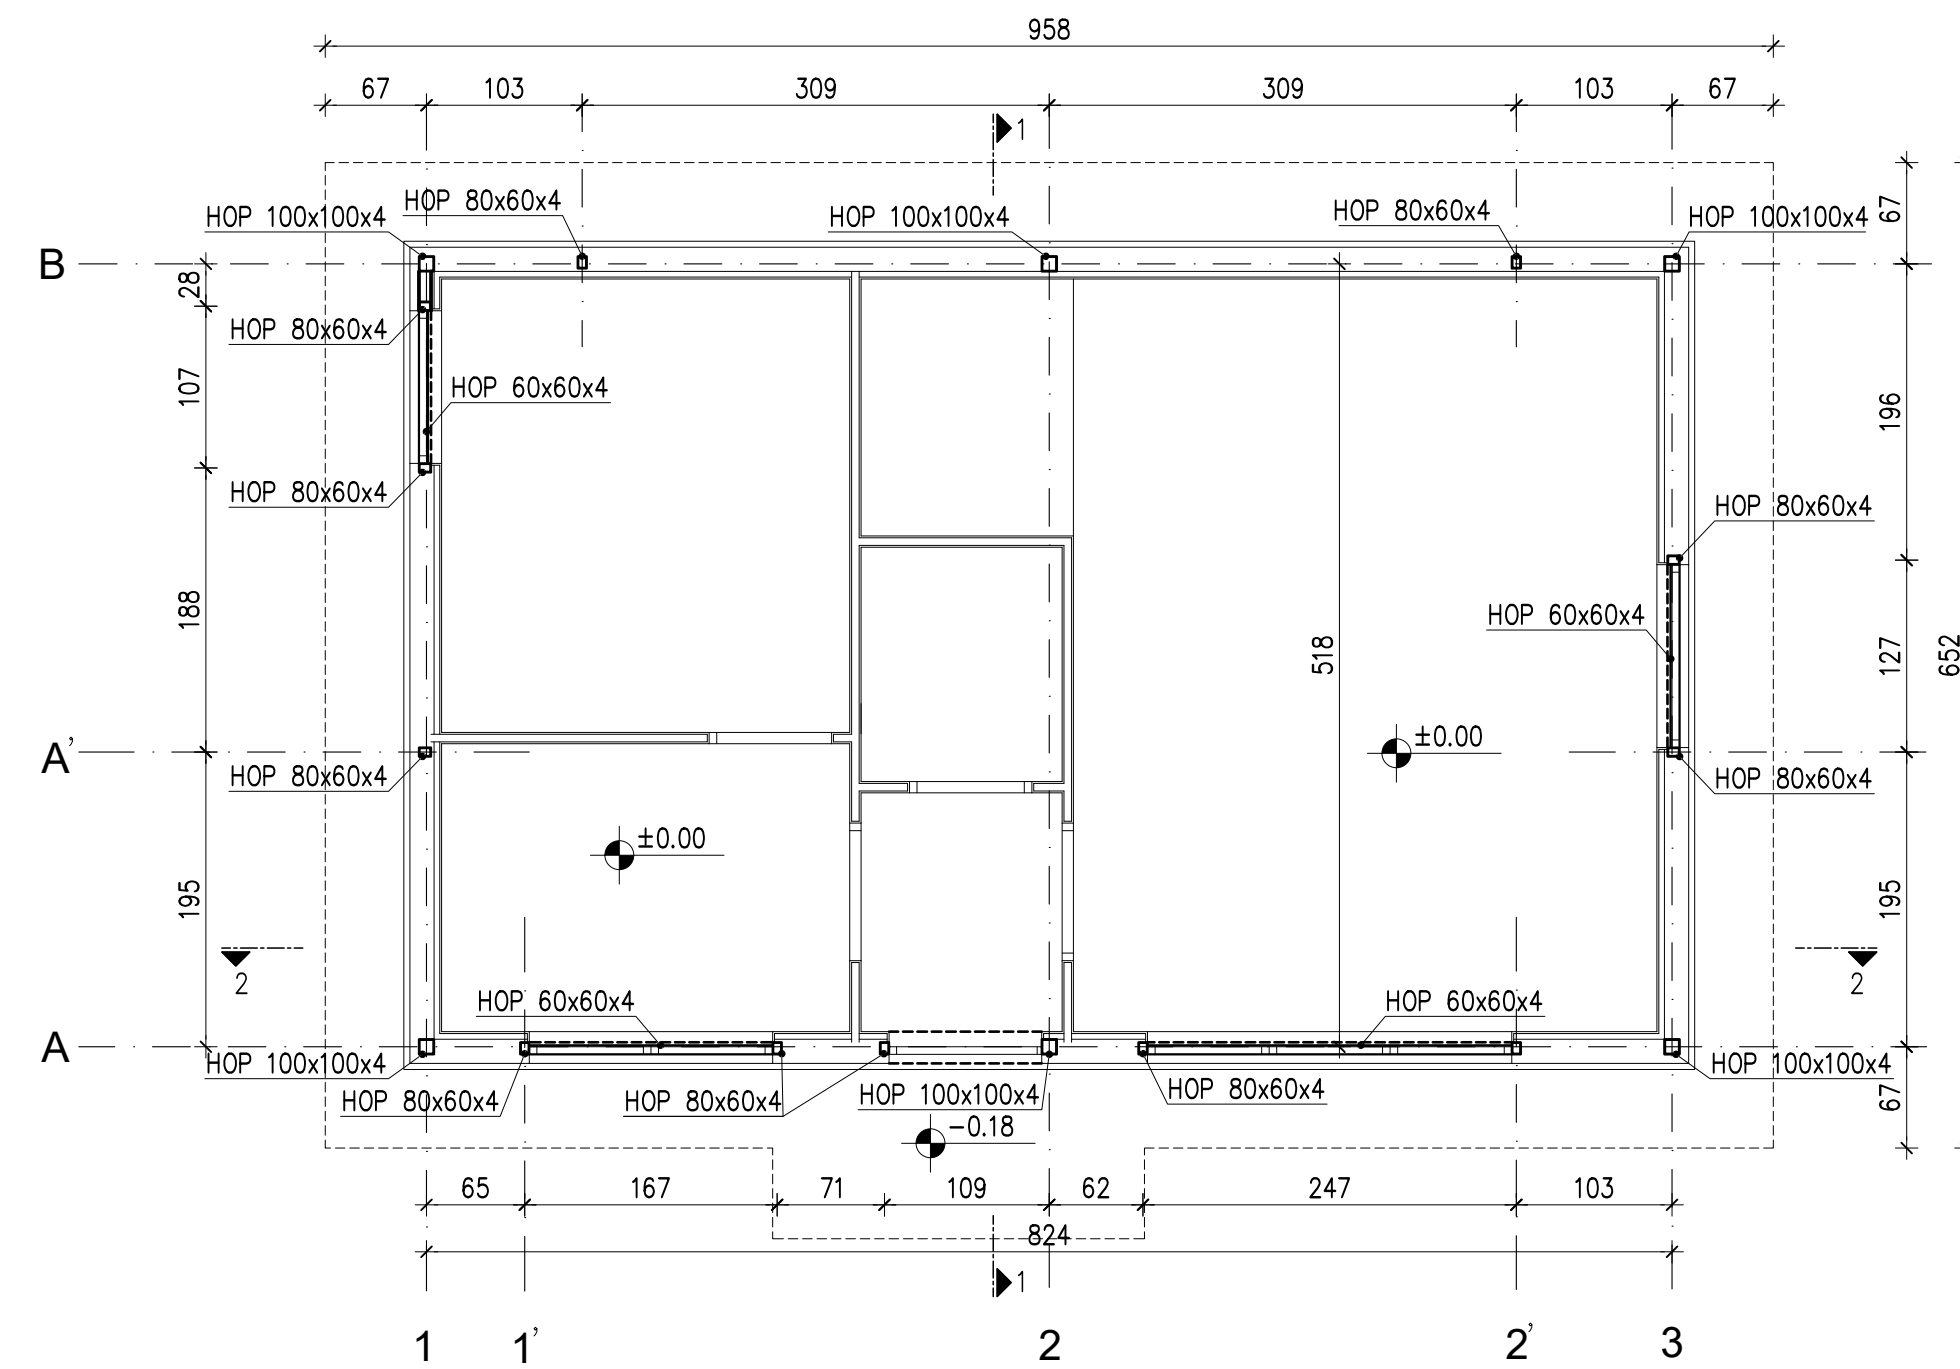 958
67 103 309 309 103 67
1
HOP 100x100x4 HOP 80x60x4 HOP 100x100x4 HOP 80x60x4 HOP 100x100x4
67
B
28
HOP 80x60x4
107
HOP 60x60x4
196
HOP 80x60x4
HOP 80x60x4
188
HOP 60x60x4
518
127
652
±0.00
A'
HOP 80x60x4
HOP 80x60x4
±0.00
195
195
2
2
HOP 60x60x4
HOP 60x60x4
A
HOP 100x100x4
HOP 100x100x4
HOP 80x60x4
HOP 80x60x4
HOP 100x100x4
HOP 80x60x4
67
-0.18
65 167 71 109 62 247 103
824
1
1 1' 2 2' 3